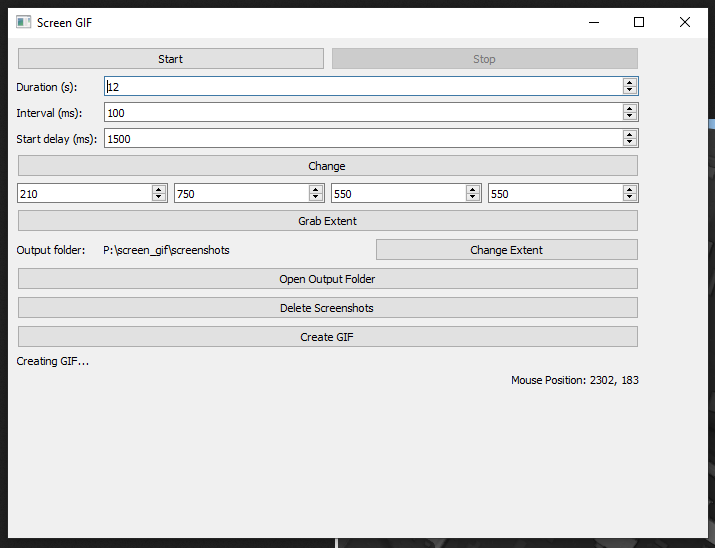 Screen GIF
Start Stop
Duration (s): 12
Interval (ms): 100
Start delay (ms): 1500
Change
210 750 550 550
Grab Extent
Output folder: P:\screen_gif\screenshots Change Extent
Open Output Folder
Delete Screenshots
Create GIF
Creating GIF...
Mouse Position: 2302, 183